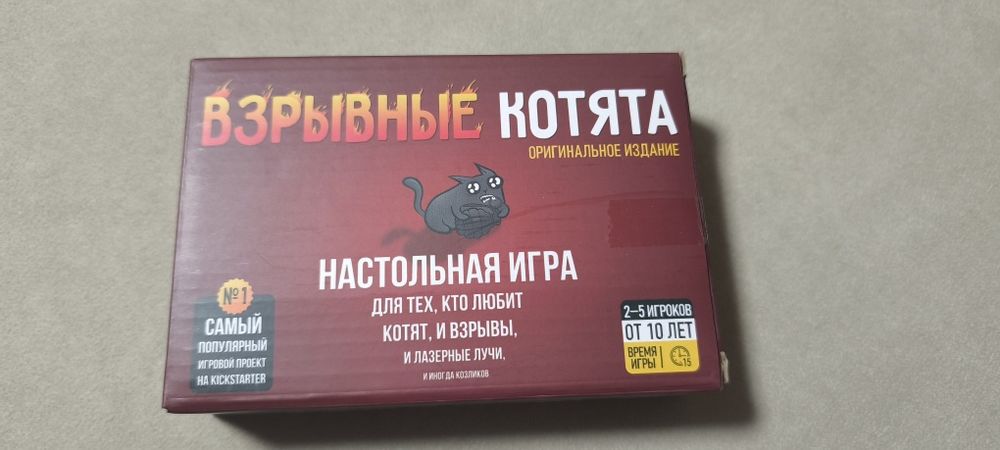 ВЗРЫВНЫЕ КОТЯТА
ОРИГИНАЛЬНОЕ ИЗДАНИЕ
НАСТОЛЬНАЯ ИГРА
ДЛЯ ТЕХ, КТО ЛЮБИТ
КОТЯТ, И ВЗРЫВЫ,
И ЛАЗЕРНЫЕ ЛУЧИ,
И ИНОГДА КОЗЛИКОВ
№1
САМЫЙ
ПОПУЛЯРНЫЙ
ИГРОВОЙ ПРОЕКТ
НА KICKSTARTER
2–5 ИГРОКОВ
ОТ 10 ЛЕТ
ВРЕМЯ
ИГРЫ
15